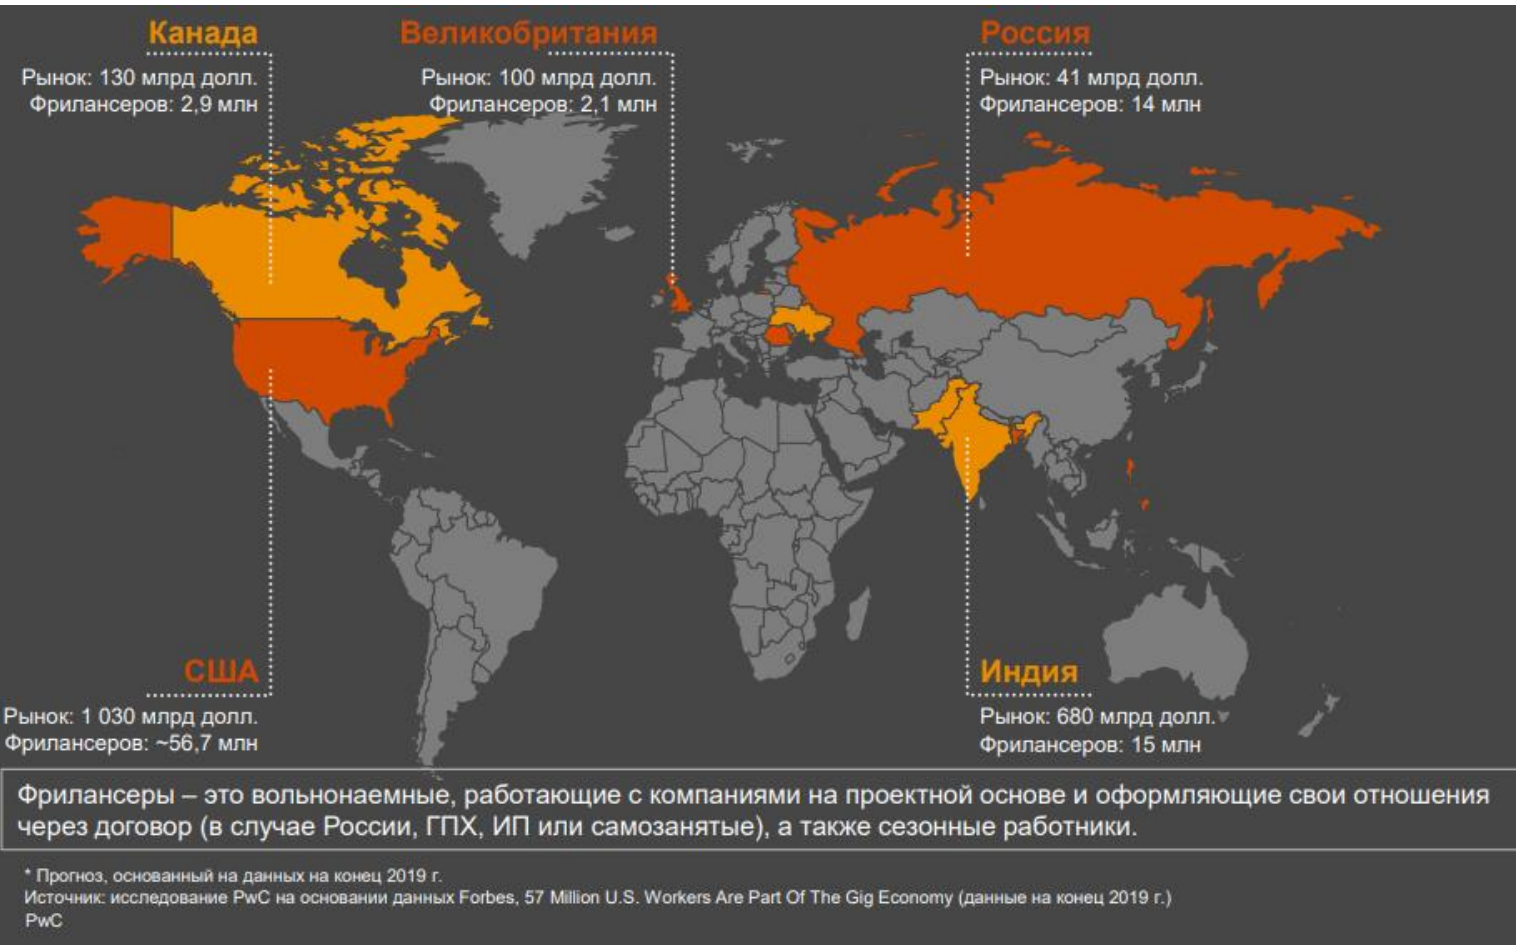 Канада
Рынок: 130 млрд долл.
Фрилансеров: 2,9 млн
Великобритания
Рынок: 100 млрд долл.
Фрилансеров: 2,1 млн
Россия
Рынок: 41 млрд долл.
Фрилансеров: 14 млн
США
Рынок: 1 030 млрд долл.
Фрилансеров: ~56,7 млн
Индия
Рынок: 680 млрд долл.
Фрилансеров: 15 млн
Фрилансеры – это вольнонаемные, работающие с компаниями на проектной основе и оформляющие свои отношения
через договор (в случае России, ГПХ, ИП или самозанятые), а также сезонные работники.
* Прогноз, основанный на данных на конец 2019 г.
Источник: исследование PwC на основании данных Forbes, 57 Million U.S. Workers Are Part Of The Gig Economy (данные на конец 2019 г.)
PwC